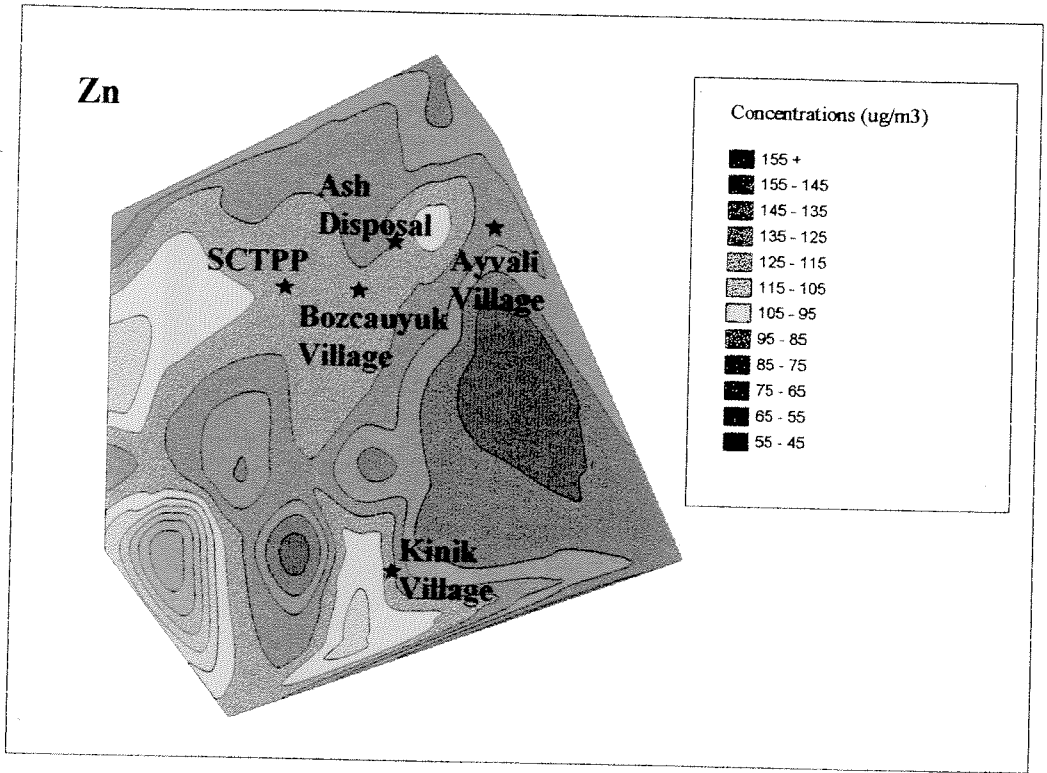 Zn
Ash
Disposal
SCTPP
Ayvali
Village
Bozcauyuk
Village
Kinik
Village
Concentrations (ug/m3)
155 +
155 - 145
145 - 135
135 - 125
125 - 115
115 - 105
105 - 95
95 - 85
85 - 75
75 - 65
65 - 55
55 - 45